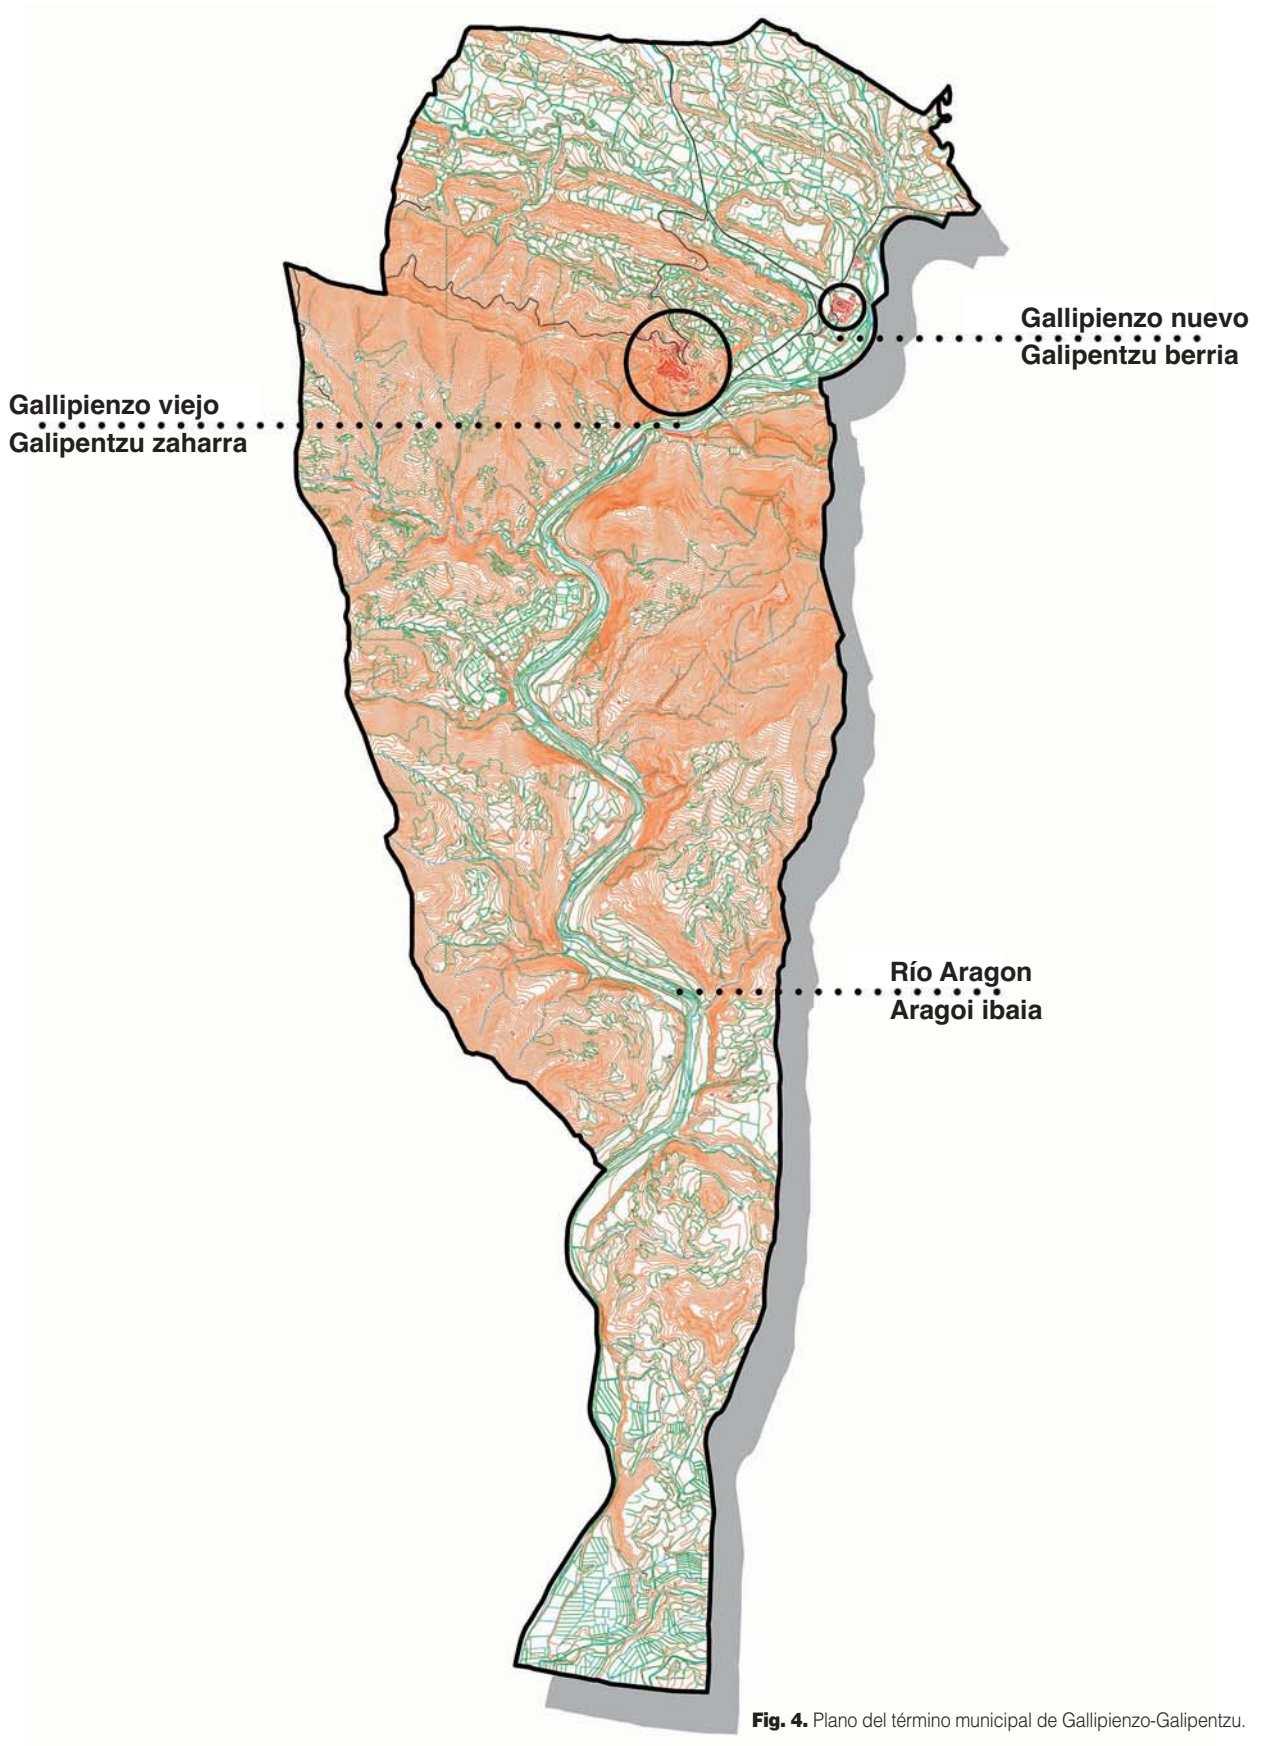 Gallipienzo nuevo
Galipentzu berria
Gallipienzo viejo
Galipentzu zaharra
Río Aragon
Aragoi ibaia
Fig. 4. Plano del término municipal de Gallipienzo-Galipentzu.